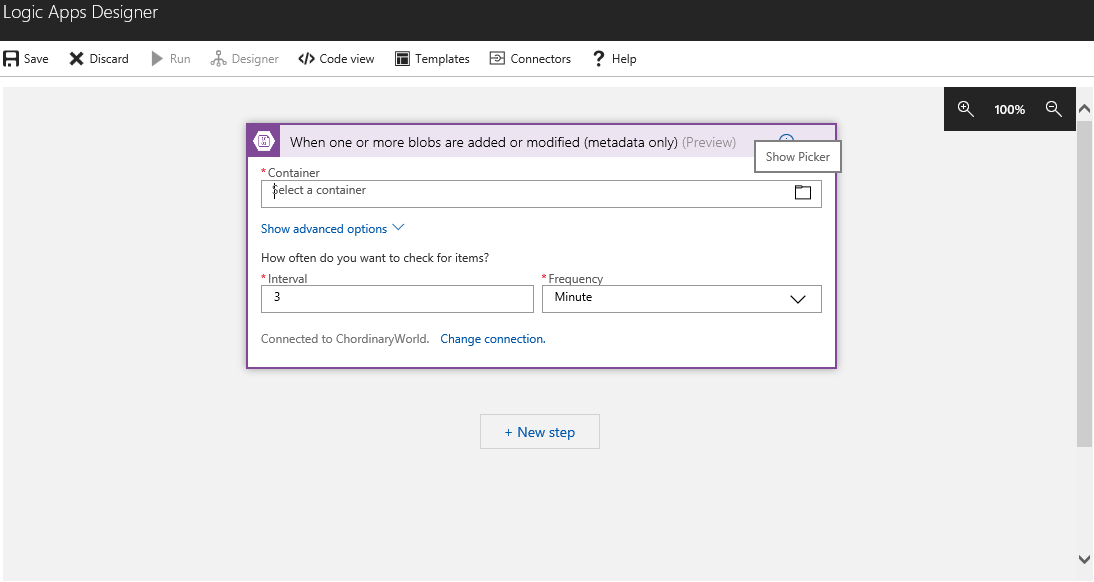 Logic Apps Designer
Save Discard Run Designer Code view Templates Connectors Help
100%
When one or more blobs are added or modified (metadata only) (Preview)
Show Picker
* Container
Select a container
Show advanced options
How often do you want to check for items?
* Interval * Frequency
3 Minute
Connected to ChordinaryWorld. Change connection.
+ New step